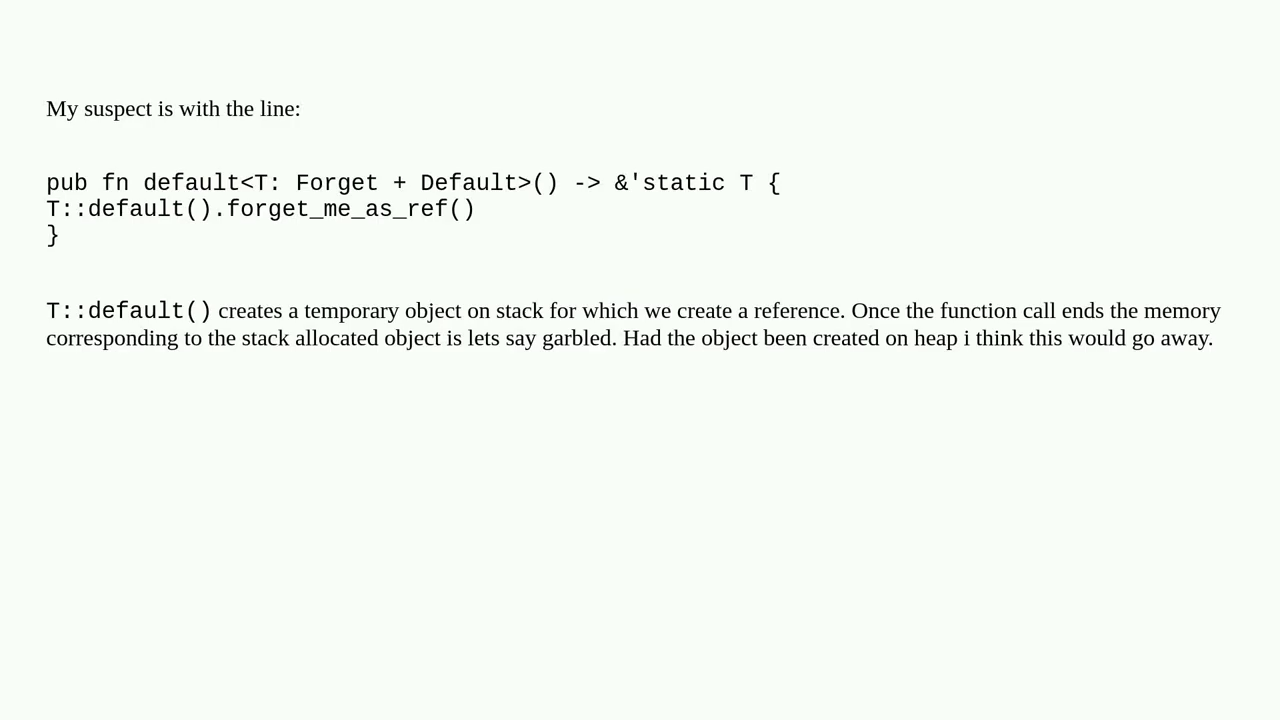 My suspect is with the line:
pub fn default<T: Forget + Default>() -> &'static T {
T::default().forget_me_as_ref()
}
T::default() creates a temporary object on stack for which we create a reference. Once the function call ends the memory
corresponding to the stack allocated object is lets say garbled. Had the object been created on heap i think this would go away.